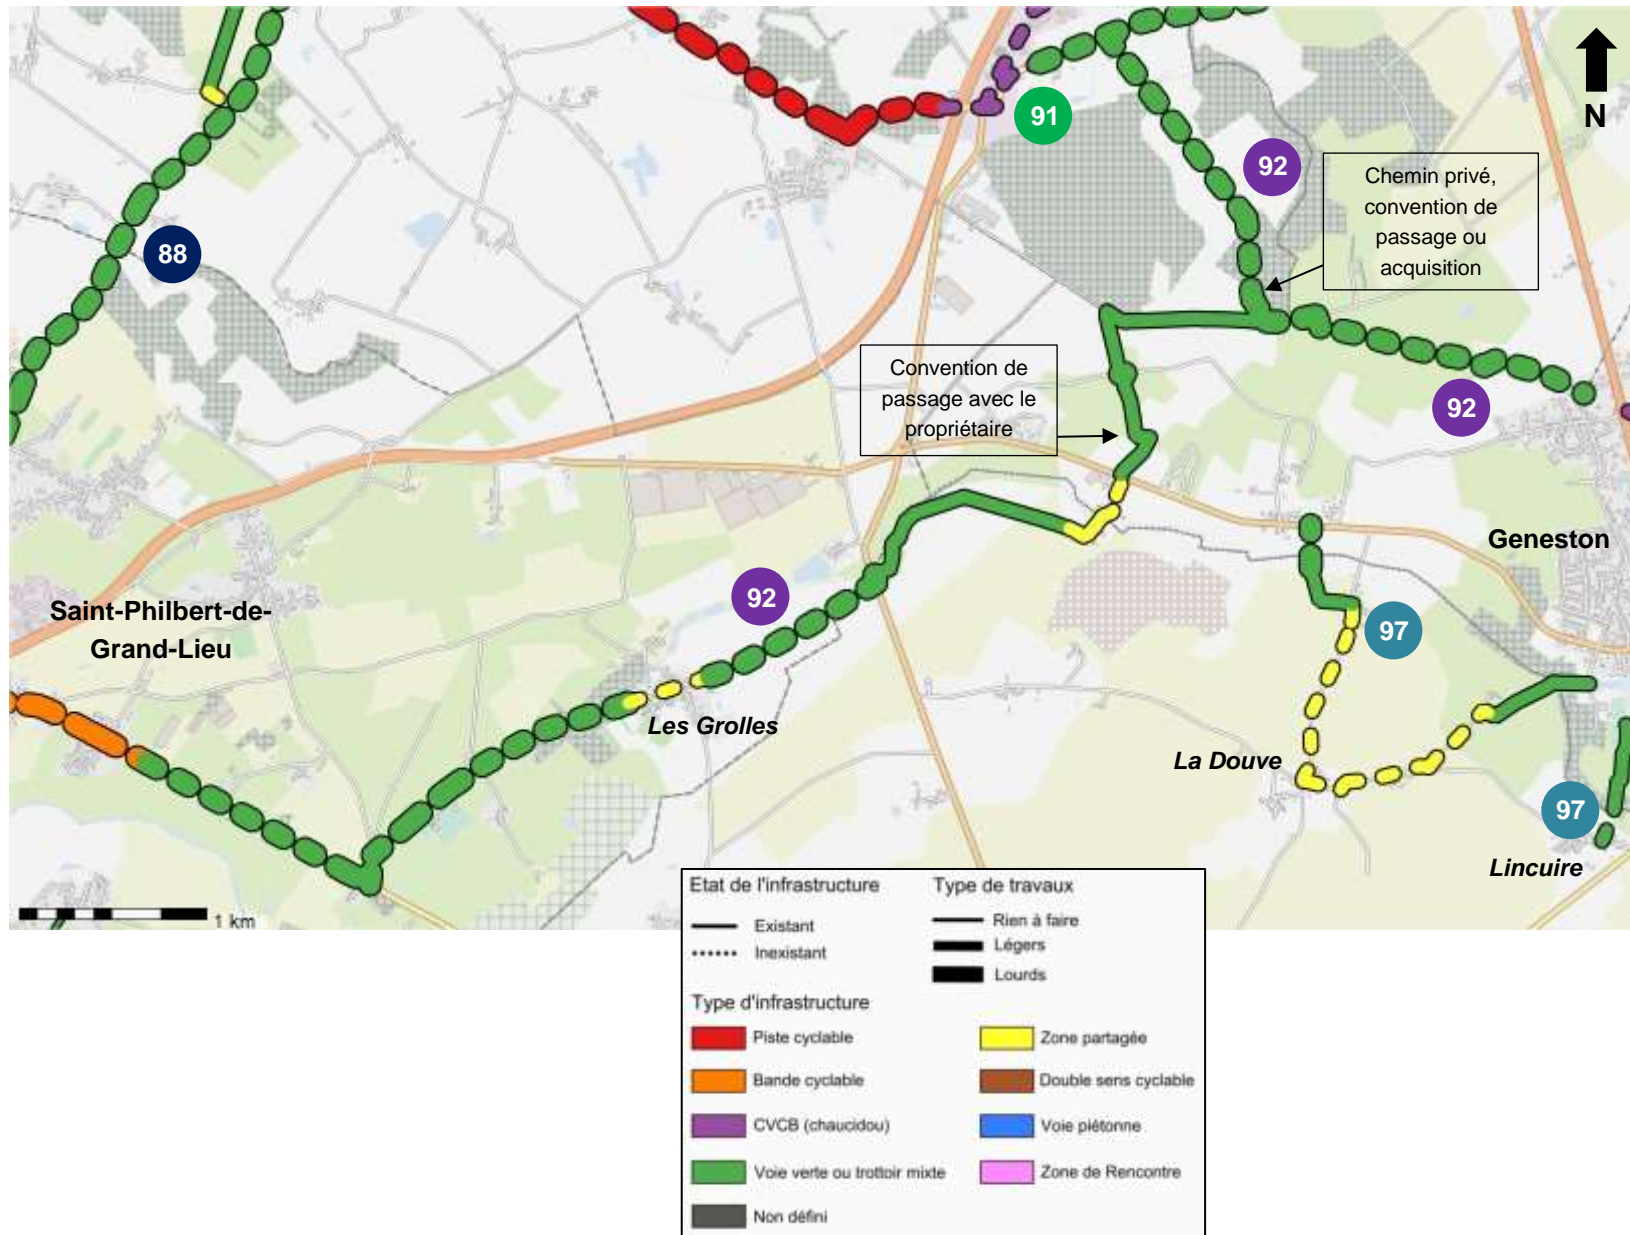 N
91
92
Chemin privé,
convention de
passage ou
acquisition
88
Convention de
passage avec le
propriétaire
92
Geneston
92
Saint-Philbert-de-
Grand-Lieu
97
Les Grolles
La Douve
97
Lincuire
1 km
Etat de l'infrastructure
Existant
Inexistant
Type de travaux
Rien à faire
Légers
Lourds
Type d'infrastructure
Piste cyclable
Bande cyclable
CVCB (chaucidou)
Voie verte ou trottoir mixte
Non défini
Zone partagée
Double sens cyclable
Voie piétonne
Zone de Rencontre